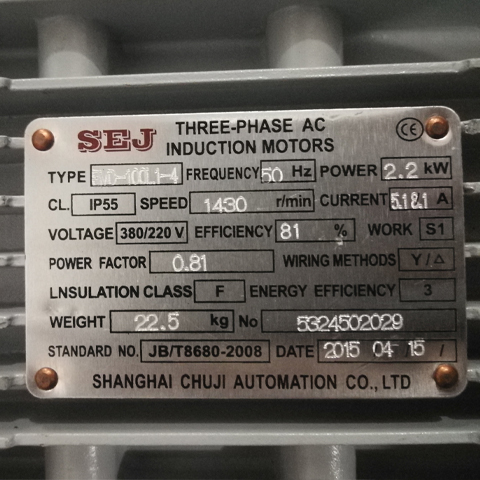 SEJ THREE-PHASE AC
INDUCTION MOTORS CE
TYPE FREQUENCY 50 Hz POWER 2.2 kW
CL. IP55 SPEED 1430 r/min CURRENT A
VOLTAGE 380/220 V EFFICIENCY 81 % WORK S1
POWER FACTOR 0.81 WIRING METHODS Y/△
LNSULATION CLASS F ENERGY EFFICIENCY 3
WEIGHT 22.5 kg No 5324502029
STANDARD NO. JB/T8680-2008 DATE 2015 04 15/
SHANGHAI CHUJI AUTOMATION CO.,LTD